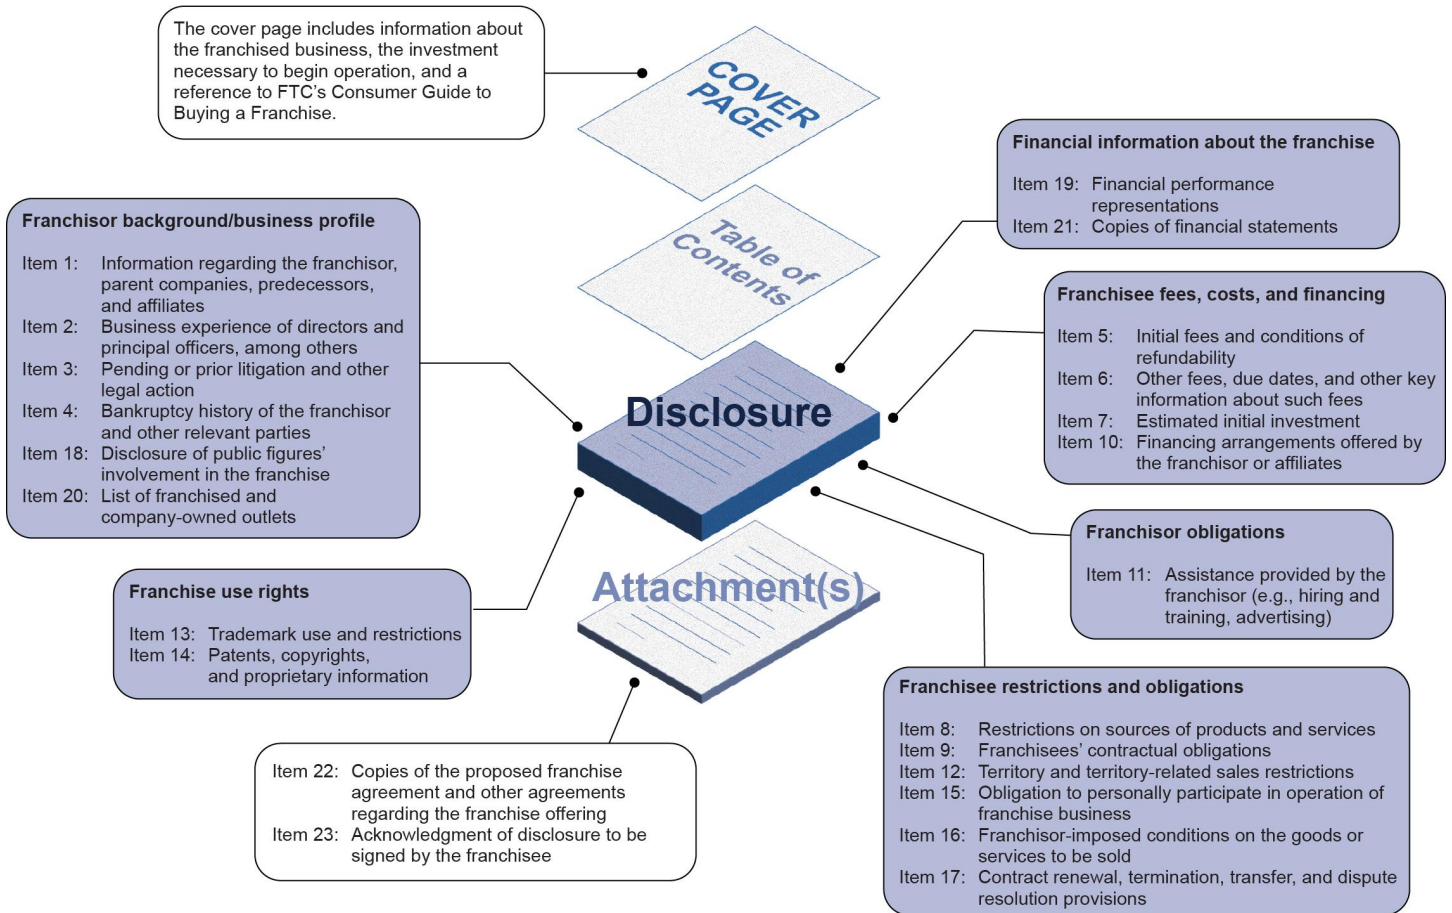 The cover page includes information about
the franchised business, the investment
necessary to begin operation, and a
reference to FTC's Consumer Guide to
Buying a Franchise.
COVER
PAGE
Table of
Contents
Disclosure
Attachment(s)
Franchisor background/business profile
Item 1: Information regarding the franchisor,
parent companies, predecessors,
and affiliates
Item 2: Business experience of directors and
principal officers, among others
Item 3: Pending or prior litigation and other
legal action
Item 4: Bankruptcy history of the franchisor
and other relevant parties
Item 18: Disclosure of public figures'
involvement in the franchise
Item 20: List of franchised and
company-owned outlets
Franchise use rights
Item 13: Trademark use and restrictions
Item 14: Patents, copyrights,
and proprietary information
Item 22: Copies of the proposed franchise
agreement and other agreements
regarding the franchise offering
Item 23: Acknowledgment of disclosure to be
signed by the franchisee
Financial information about the franchise
Item 19: Financial performance
representations
Item 21: Copies of financial statements
Franchisee fees, costs, and financing
Item 5: Initial fees and conditions of
refundability
Item 6: Other fees, due dates, and other key
information about such fees
Item 7: Estimated initial investment
Item 10: Financing arrangements offered by
the franchisor or affiliates
Franchisor obligations
Item 11: Assistance provided by the
franchisor (e.g., hiring and
training, advertising)
Franchisee restrictions and obligations
Item 8: Restrictions on sources of products and services
Item 9: Franchisees' contractual obligations
Item 12: Territory and territory-related sales restrictions
Item 15: Obligation to personally participate in operation of
franchise business
Item 16: Franchisor-imposed conditions on the goods or
services to be sold
Item 17: Contract renewal, termination, transfer, and dispute
resolution provisions